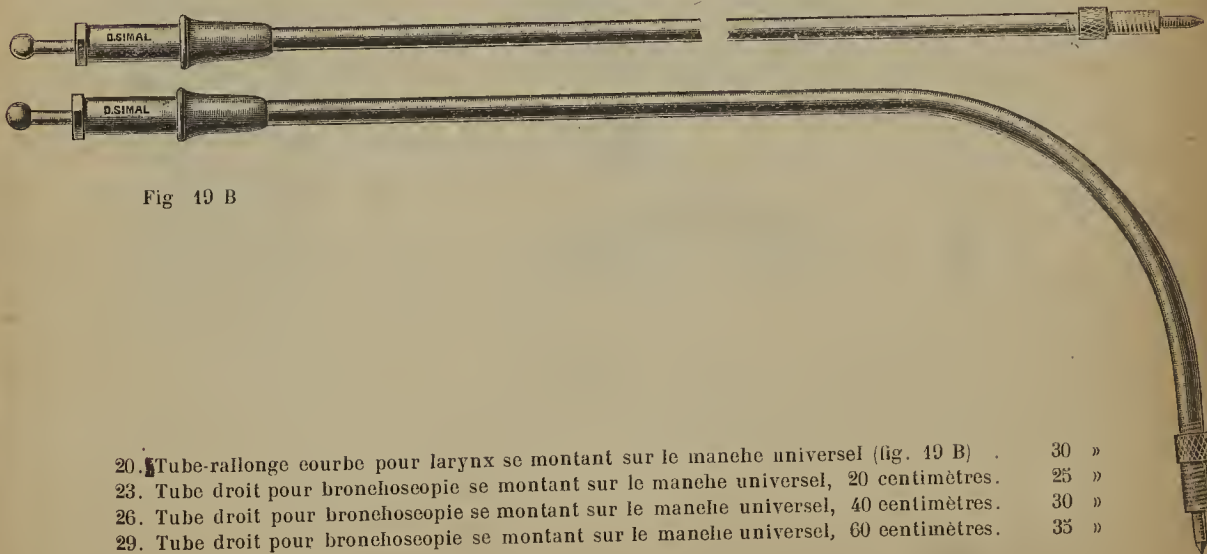 D.SIMAL
D.SIMAL
Fig 19 B
20. Tube-rallonge courbe pour larynx se montant sur le manche universel (fig. 19 B) . 30 »
23. Tube droit pour bronchoscopie se montant sur le manche universel, 20 centimètres. 25 »
26. Tube droit pour bronchoscopie se montant sur le manche universel, 40 centimètres. 30 »
29. Tube droit pour bronchoscopie se montant sur le manche universel, 60 centimètres. 35 »